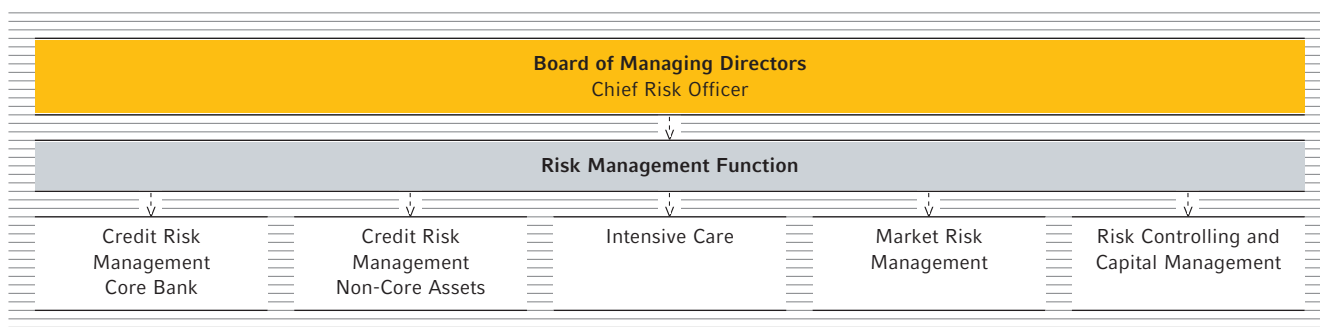 Board of Managing Directors
Chief Risk Officer
Risk Management Function
Credit Risk
Management
Core Bank
Credit Risk
Management
Non-Core Assets
Intensive Care
Market Risk
Management
Risk Controlling and
Capital Management